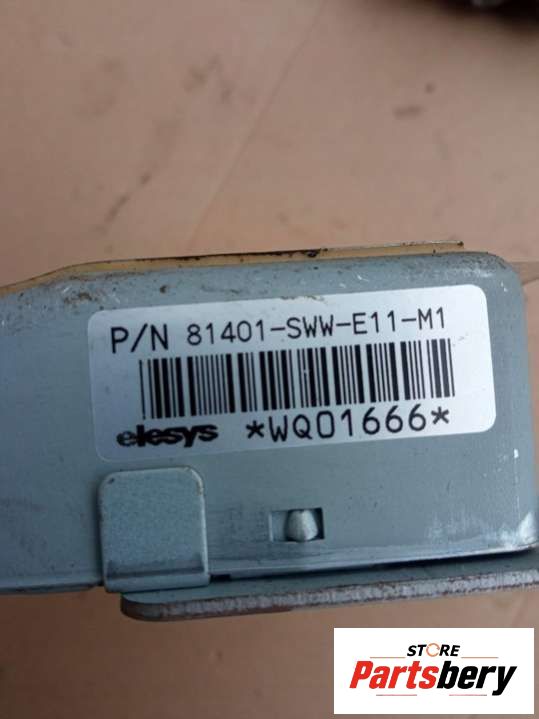 P/N 81401-SWW-E11-M1
elesys *WQ01666*
STORE
Partsbery